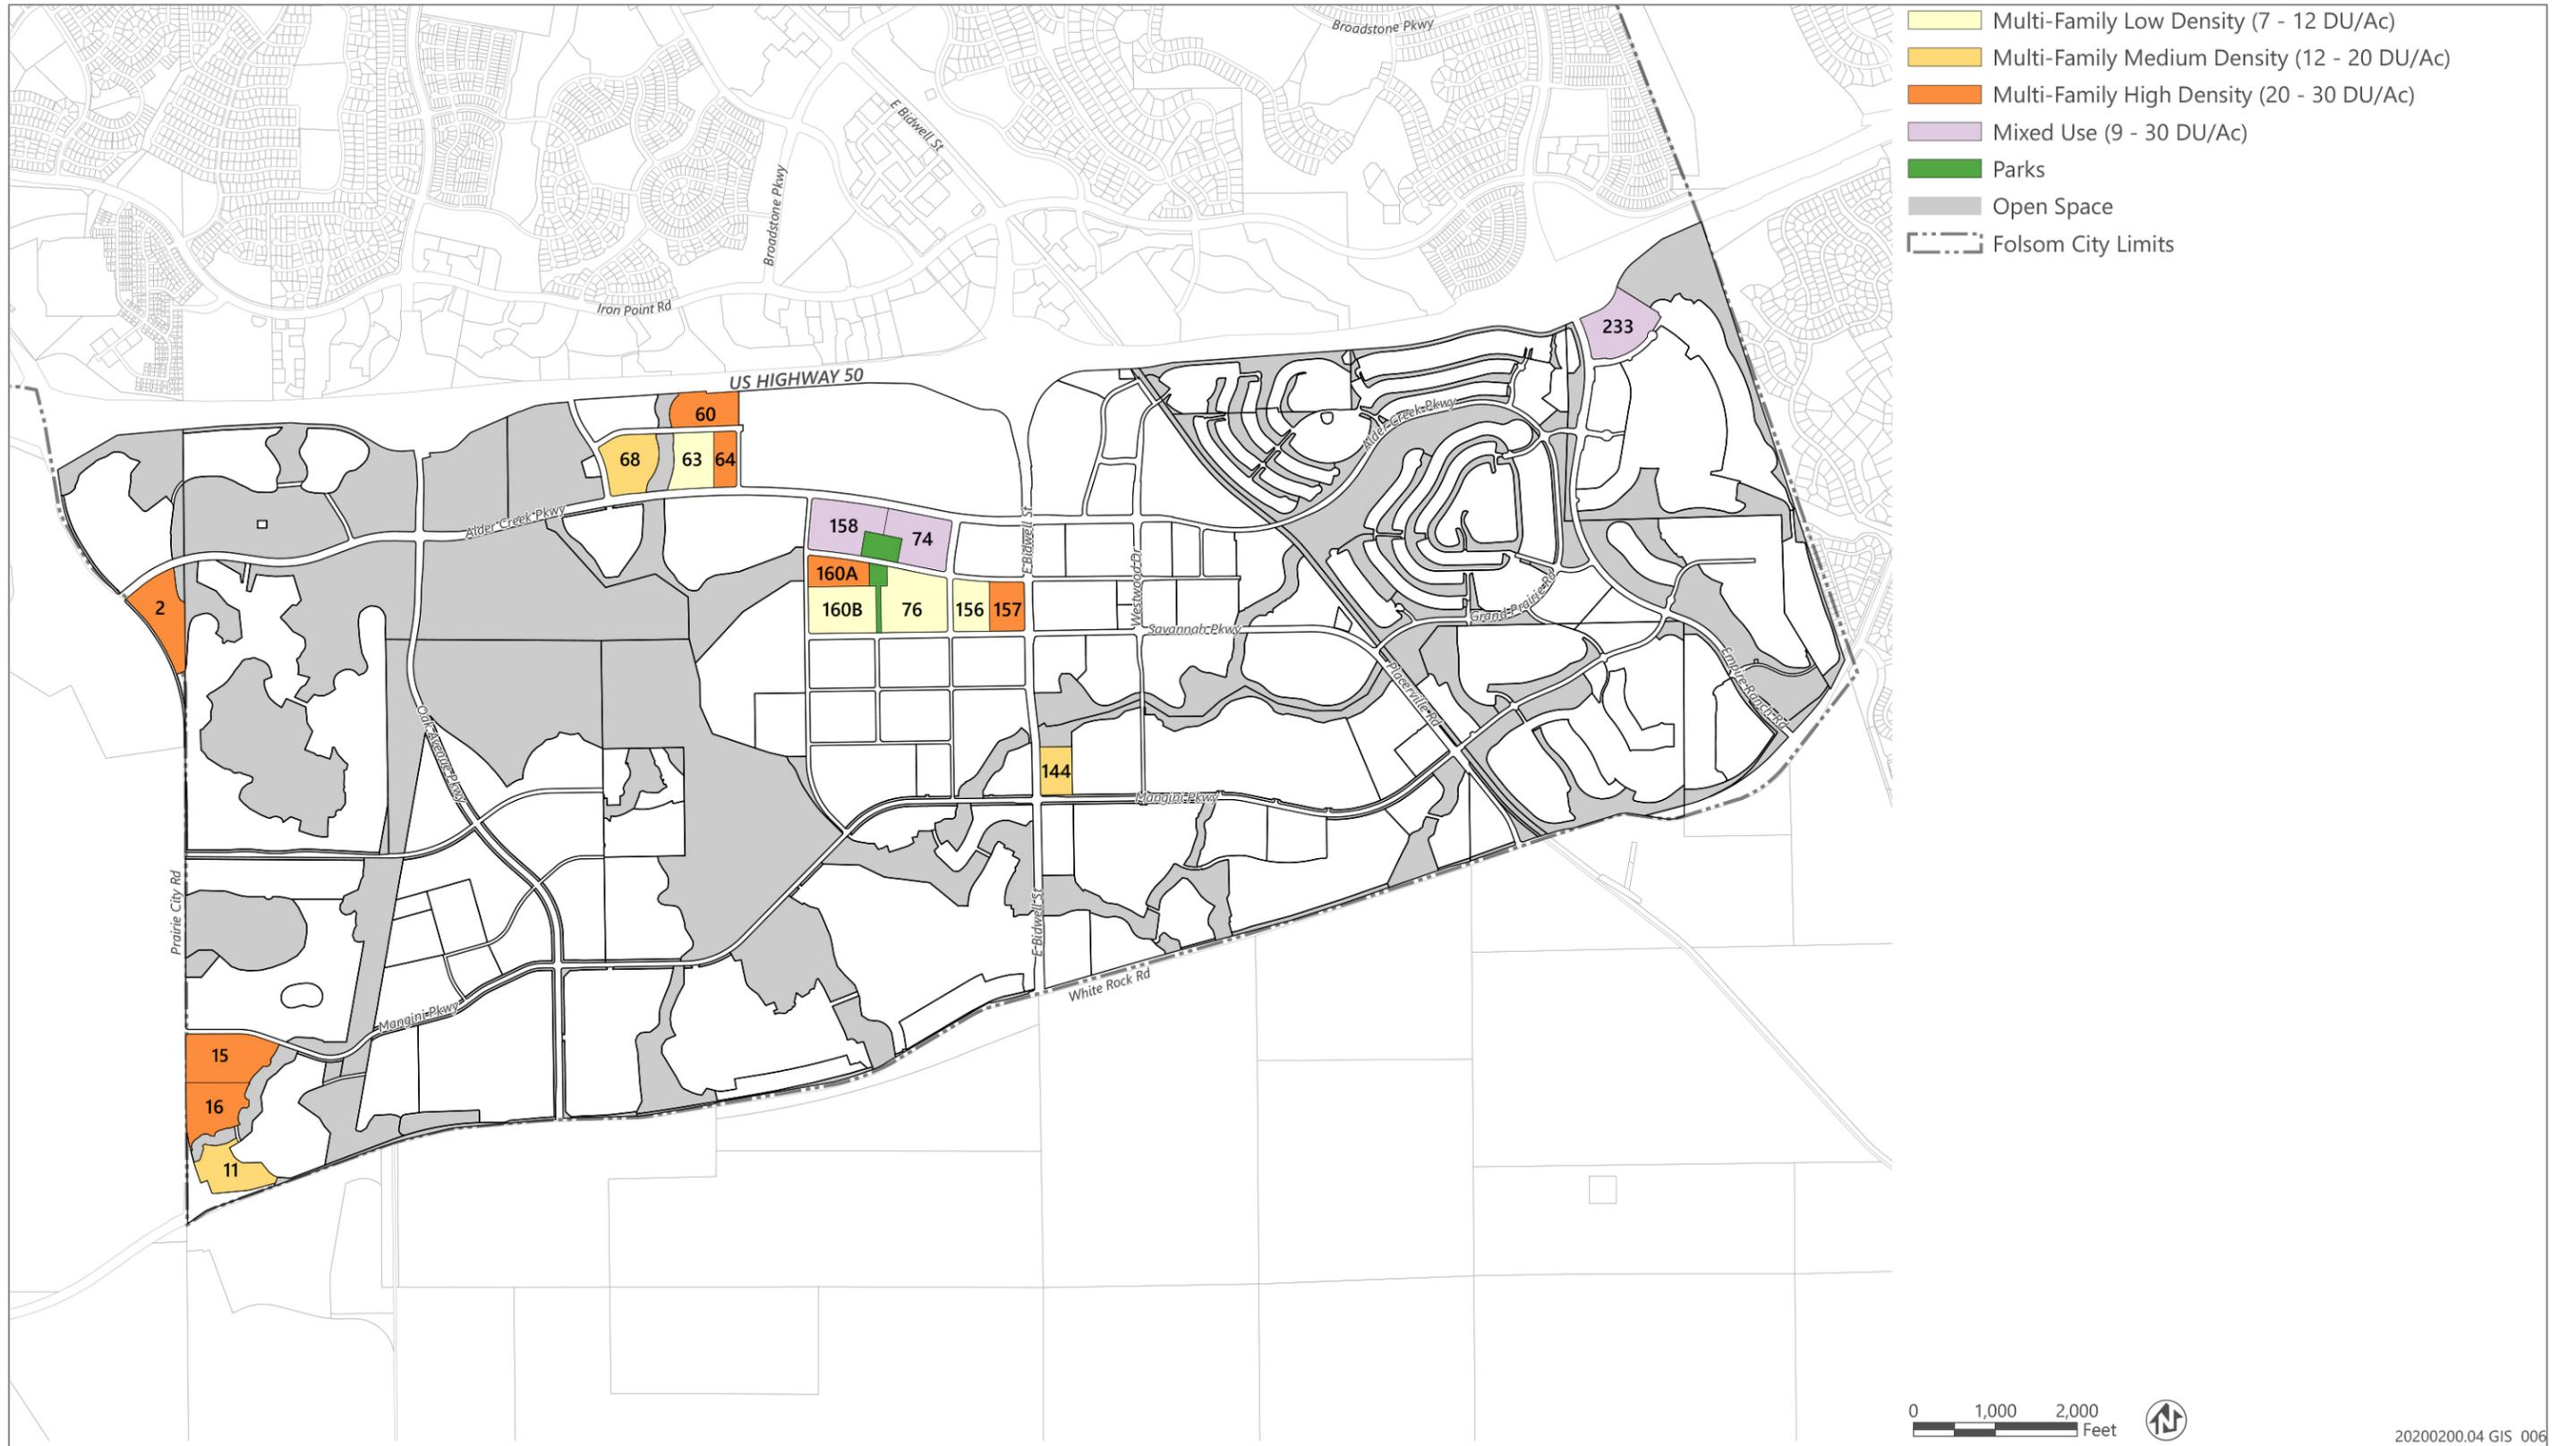 Broadstone Pkwy
E Bidwell St
Broadstone Pkwy
Iron Point Rd
US HIGHWAY 50
233
60
68
63
64
Alder Creek Pkwy
Alder Creek Pkwy
158
74
E Bidwell St
160A
160B
76
156
157
Westwood Dr
Savannah Pkwy
Grand Prairie Rd
2
Empire Ranch Rd
Placerville Rd
Oak Avenue Pkwy
144
Mangini Pkwy
Prairie City Rd
E Bidwell St
White Rock Rd
Mangini Pkwy
15
16
11
Multi-Family Low Density (7 - 12 DU/Ac)
Multi-Family Medium Density (12 - 20 DU/Ac)
Multi-Family High Density (20 - 30 DU/Ac)
Mixed Use (9 - 30 DU/Ac)
Parks
Open Space
Folsom City Limits
0 1,000 2,000
Feet
N
20200200.04 GIS 006